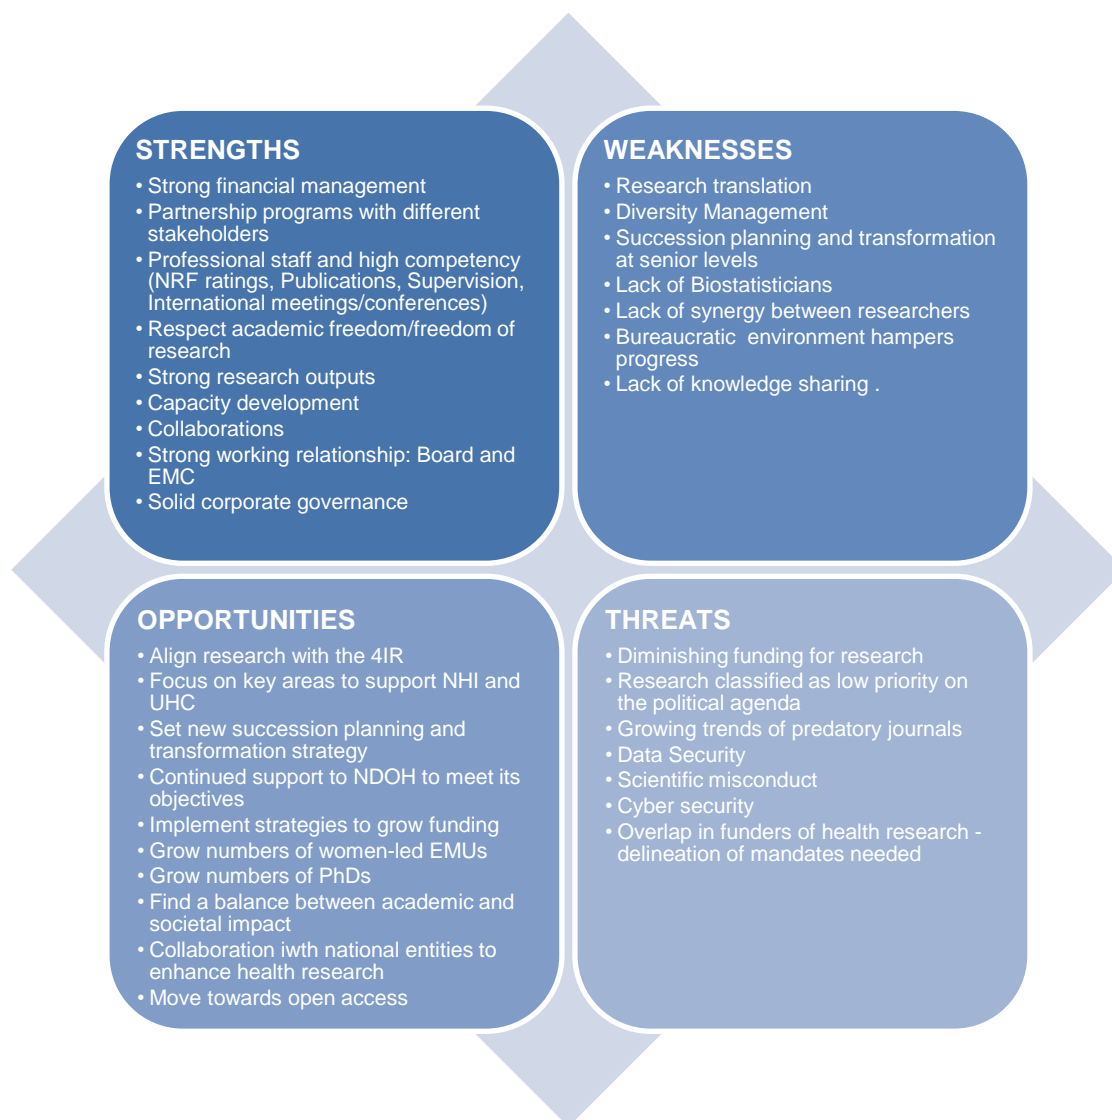 STRENGTHS
• Strong financial management
• Partnership programs with different
stakeholders
• Professional staff and high competency
(NRF ratings, Publications, Supervision,
International meetings/conferences)
• Respect academic freedom/freedom of
research
• Strong research outputs
• Capacity development
• Collaborations
• Strong working relationship: Board and
EMC
• Solid corporate governance
WEAKNESSES
• Research translation
• Diversity Management
• Succession planning and transformation
at senior levels
• Lack of Biostatisticians
• Lack of synergy between researchers
• Bureaucratic  environment hampers
progress
• Lack of knowledge sharing .
OPPORTUNITIES
• Align research with the 4IR
• Focus on key areas to support NHI and
UHC
• Set new succession planning and
transformation strategy
• Continued support to NDOH to meet its
objectives
• Implement strategies to grow funding
• Grow numbers of women-led EMUs
• Grow numbers of PhDs
• Find a balance between academic and
societal impact
• Collaboration iwth national entities to
enhance health research
• Move towards open access
THREATS
• Diminishing funding for research
• Research classified as low priority on
the political agenda
• Growing trends of predatory journals
• Data Security
• Scientific misconduct
• Cyber security
• Overlap in funders of health research -
delineation of mandates needed